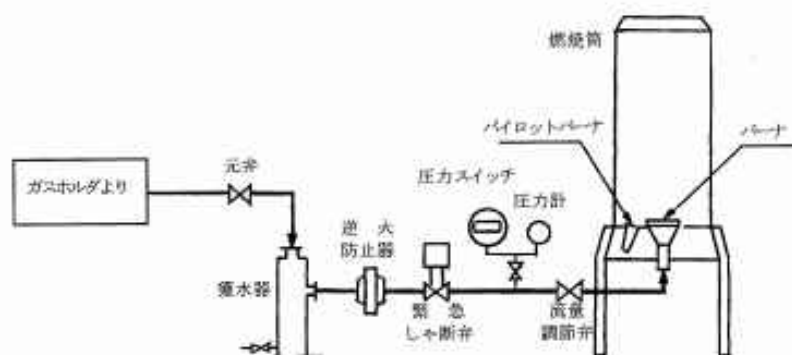 燃焼筒
パイロットバーナ
バーナ
元弁
圧力スイッチ
ガスホルダより
圧力計
逆火
防止器
緊急
しゃ断弁
流量
調節弁